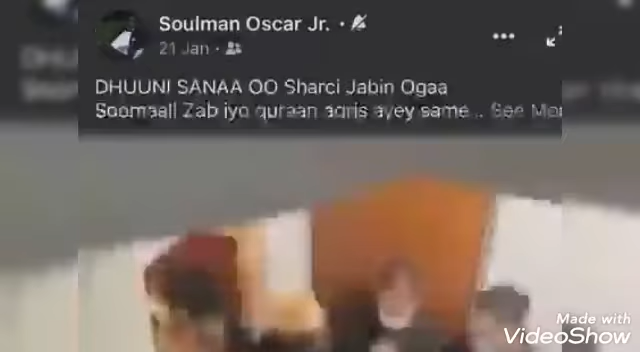 Soulman Oscar Jr.
21 Jan
DHUUNI SANAA OO Sharci Jabin Ogaa
Soomaali Zab iyo quraan aqris ayey same... See Mor
Made with
VideoShow